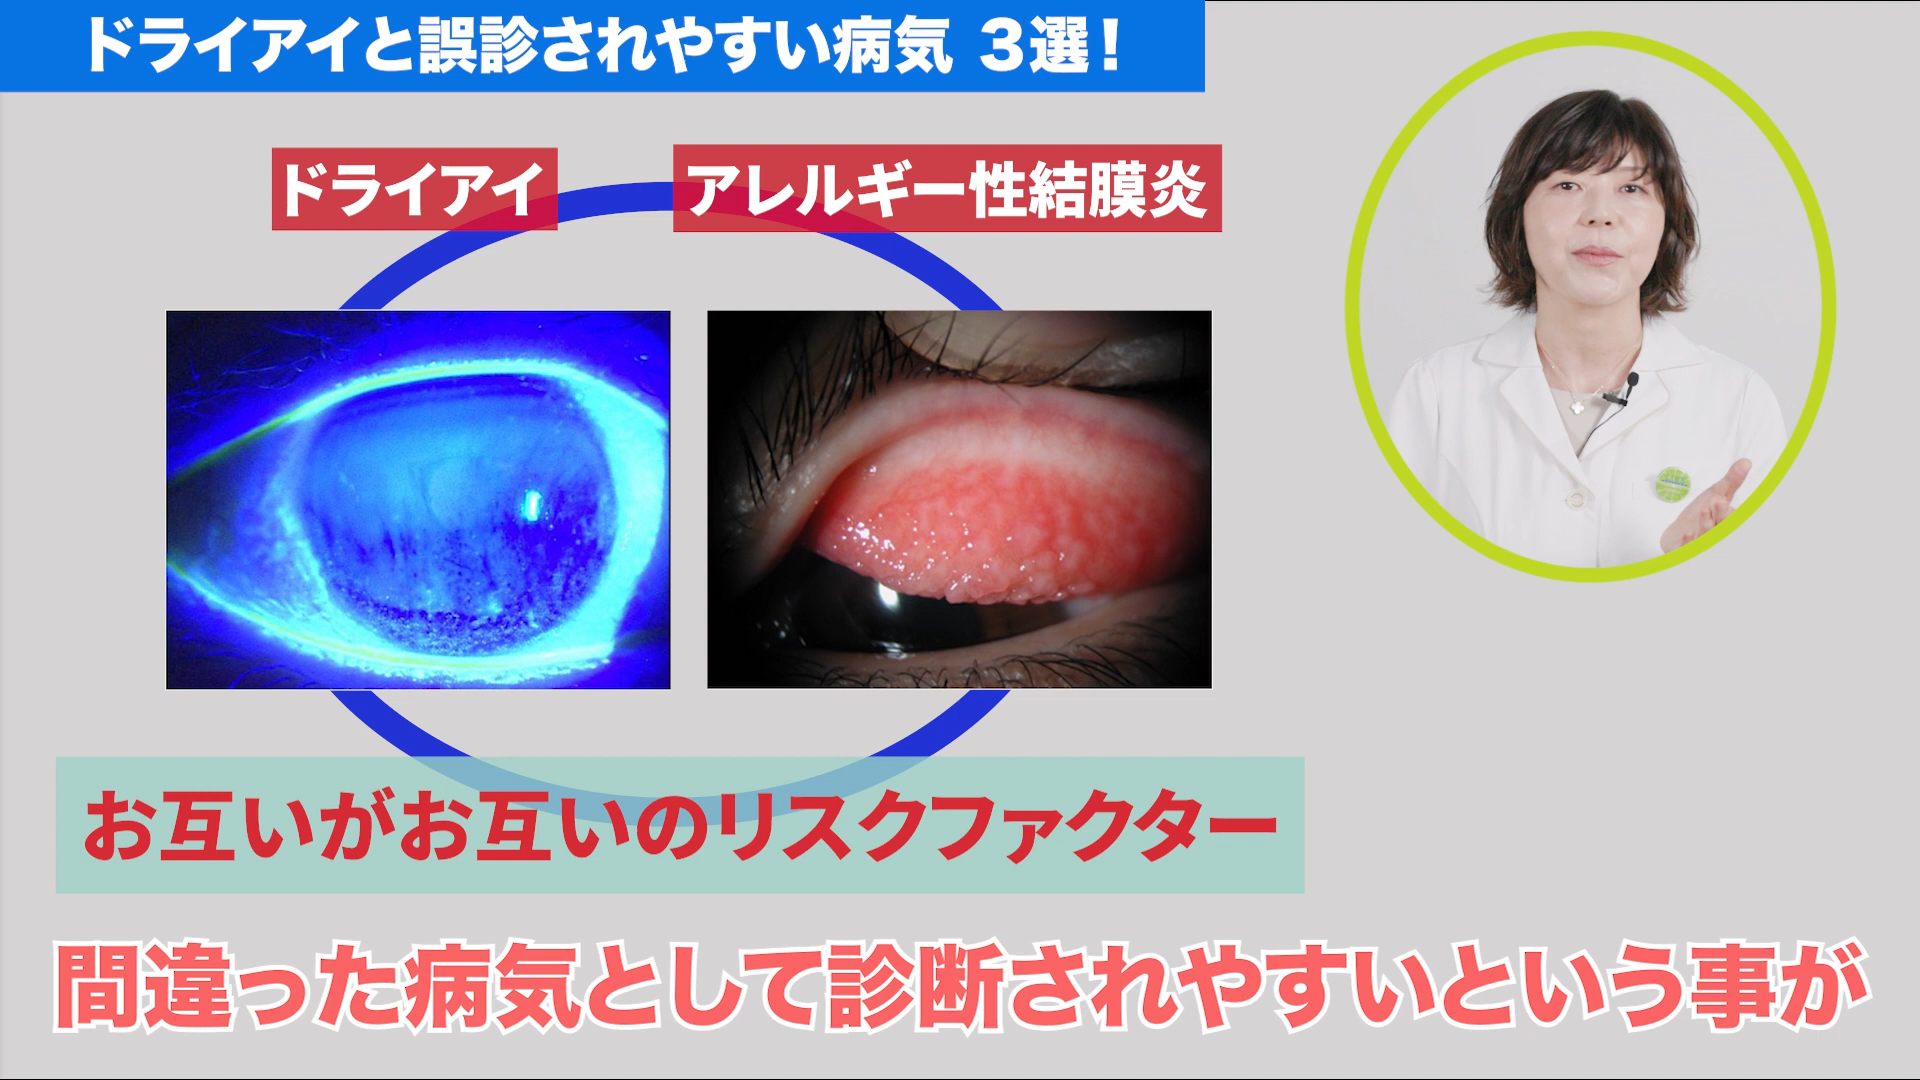 ドライアイと誤診されやすい病気 3選!
ドライアイ
アレルギー性結膜炎
お互いがお互いのリスクファクター
間違った病気として診断されやすいという事が